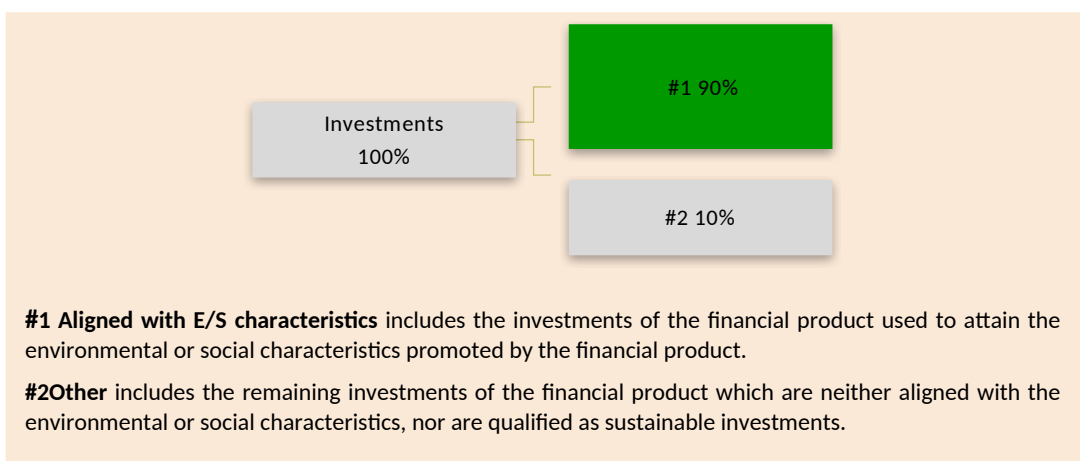 #1 90%
Investments
100%
#2 10%
#1 Aligned with E/S characteristics includes the investments of the financial product used to attain the
environmental or social characteristics promoted by the financial product.
#2Other includes the remaining investments of the financial product which are neither aligned with the
environmental or social characteristics, nor are qualified as sustainable investments.